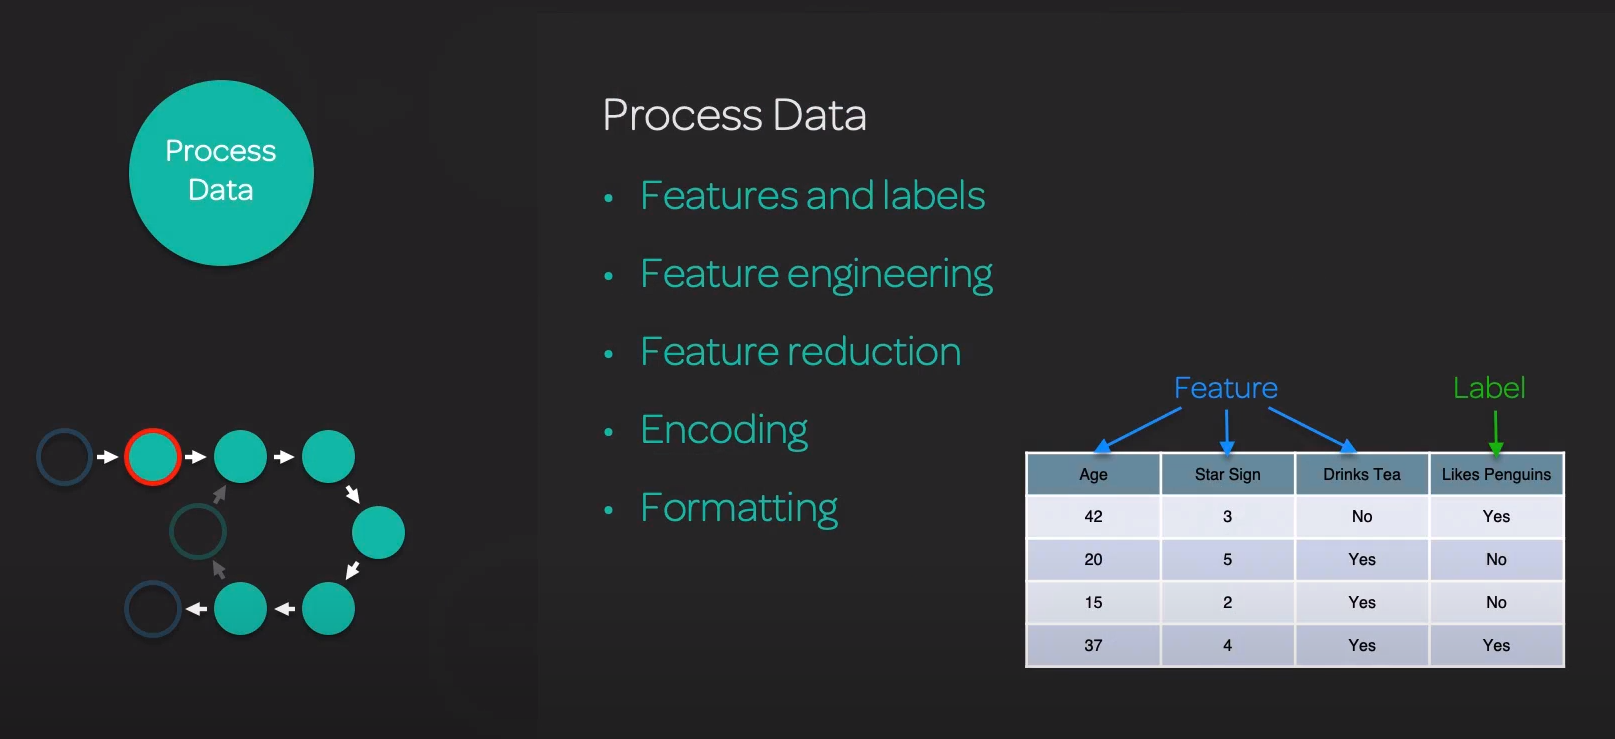 Process
Data
Process Data
• Features and labels
• Feature engineering
• Feature reduction
• Encoding
• Formatting
Feature
Label
Age Star Sign Drinks Tea Likes Penguins
42 3 No Yes
20 5 Yes No
15 2 Yes No
37 4 Yes Yes